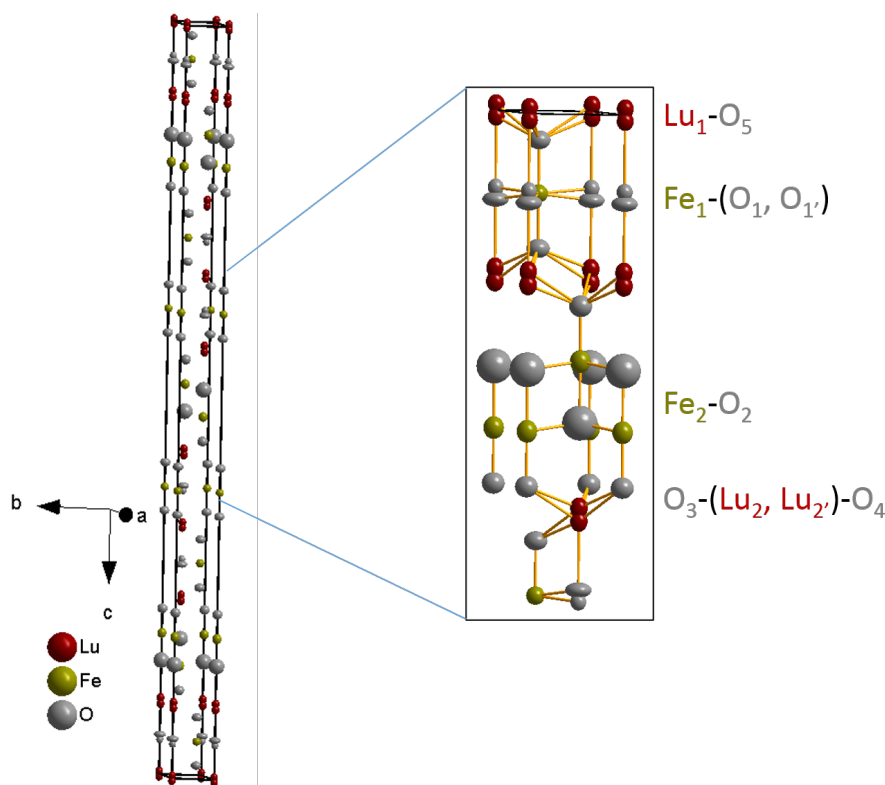 Lu₁-O₅
Fe₁-(O₁, O₁')
Fe₂-O₂
O₃-(Lu₂, Lu₂')-O₄
b
a
c
Lu
Fe
O